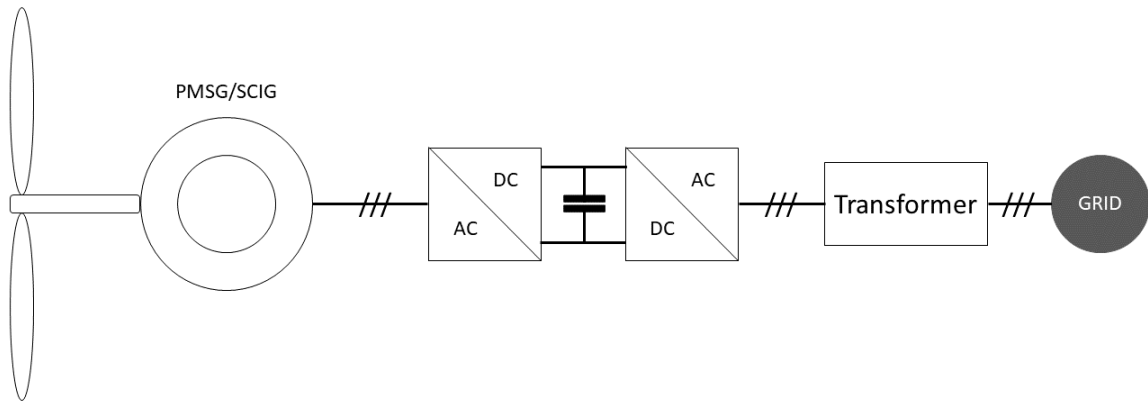 PMSG/SCIG
DC
AC
AC
DC
Transformer
GRID